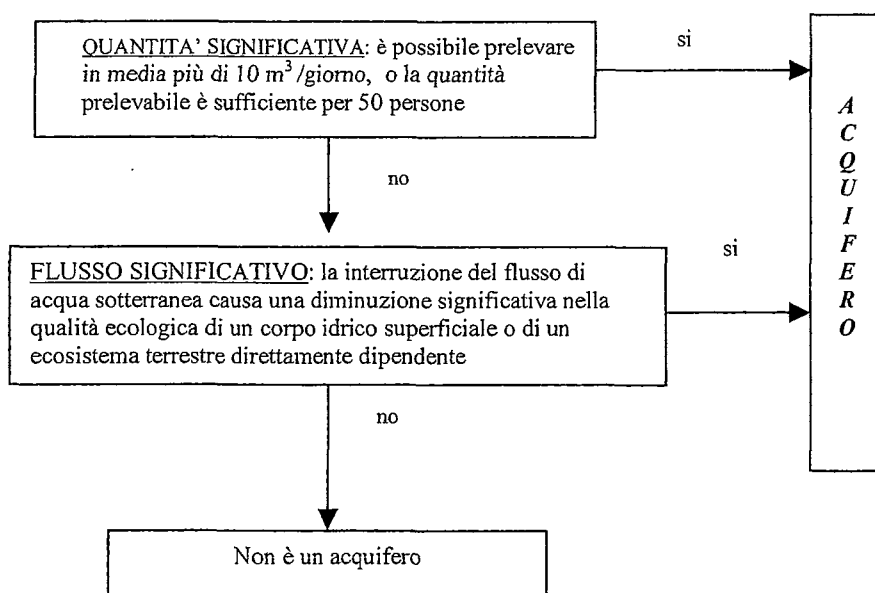 QUANTITA' SIGNIFICATIVA: è possibile prelevare
in media più di 10 m³/giorno, o la quantità
prelevabile è sufficiente per 50 persone
si
no
FLUSSO SIGNIFICATIVO: la interruzione del flusso di
acqua sotterranea causa una diminuzione significativa nella
qualità ecologica di un corpo idrico superficiale o di un
ecosistema terrestre direttamente dipendente
si
no
Non è un acquifero
A
C
Q
U
I
F
E
R
O